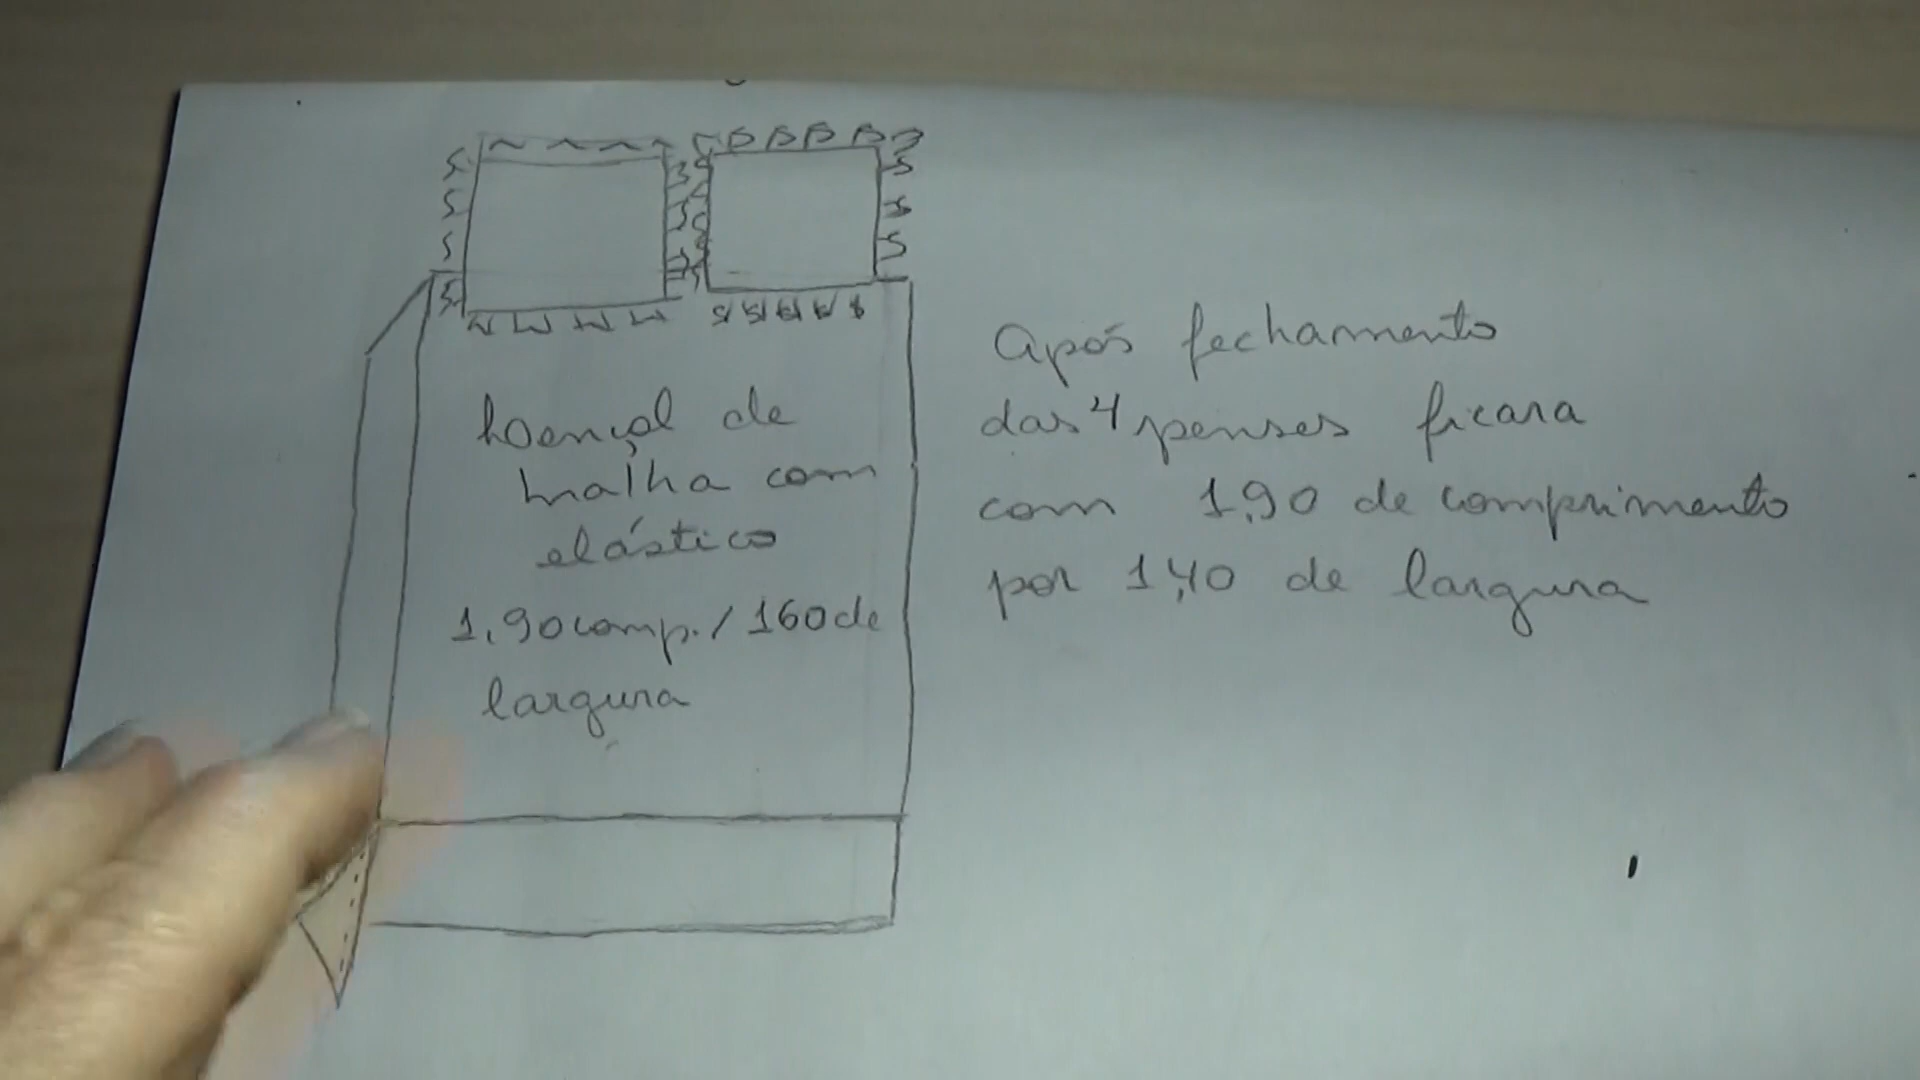 Lençol de
malha com
elástico
1,90 comp. / 160 de
largura
Após fechamento
das 4 penses ficara
com 1,90 de comprimento
por 1,40 de largura